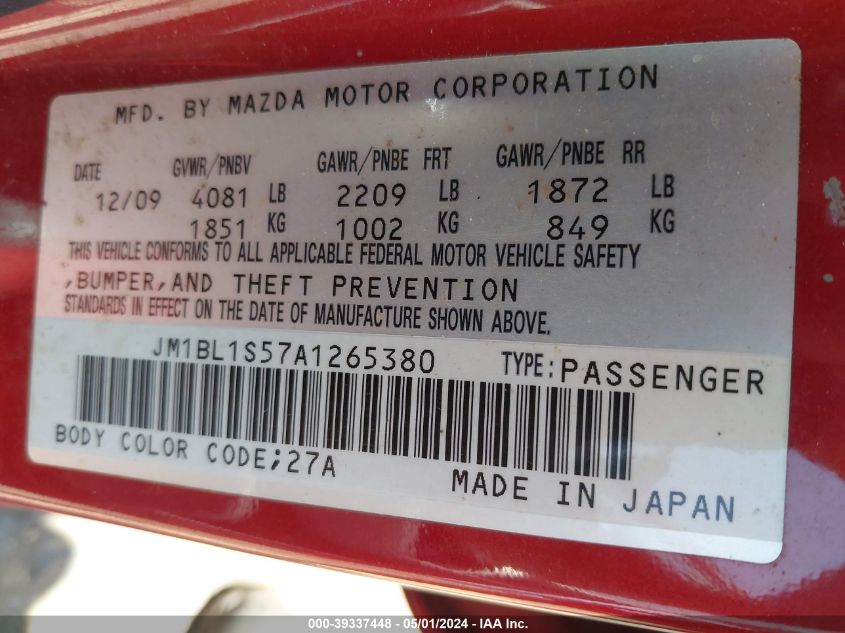 MFD. BY MAZDA MOTOR CORPORATION
DATE GVWR/PNBV GAWR/PNBE FRT GAWR/PNBE RR
12/09 4081 LB 2209 LB 1872 LB
1851 KG 1002 KG 849 KG
THIS VEHICLE CONFORMS TO ALL APPLICABLE FEDERAL MOTOR VEHICLE SAFETY
,BUMPER,AND THEFT PREVENTION
STANDARDS IN EFFECT ON THE DATE OF MANUFACTURE SHOWN ABOVE.
JM1BL1S57A1265380 TYPE:PASSENGER
BODY COLOR CODE;27A
MADE IN JAPAN
000-39337448 - 05/01/2024 - IAA Inc.